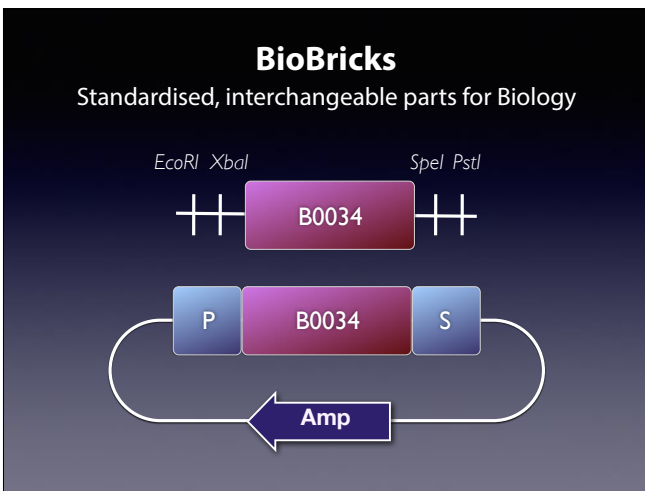 BioBricks
Standardised, interchangeable parts for Biology
EcoRI XbaI SpeI PstI
B0034
P B0034 S
Amp